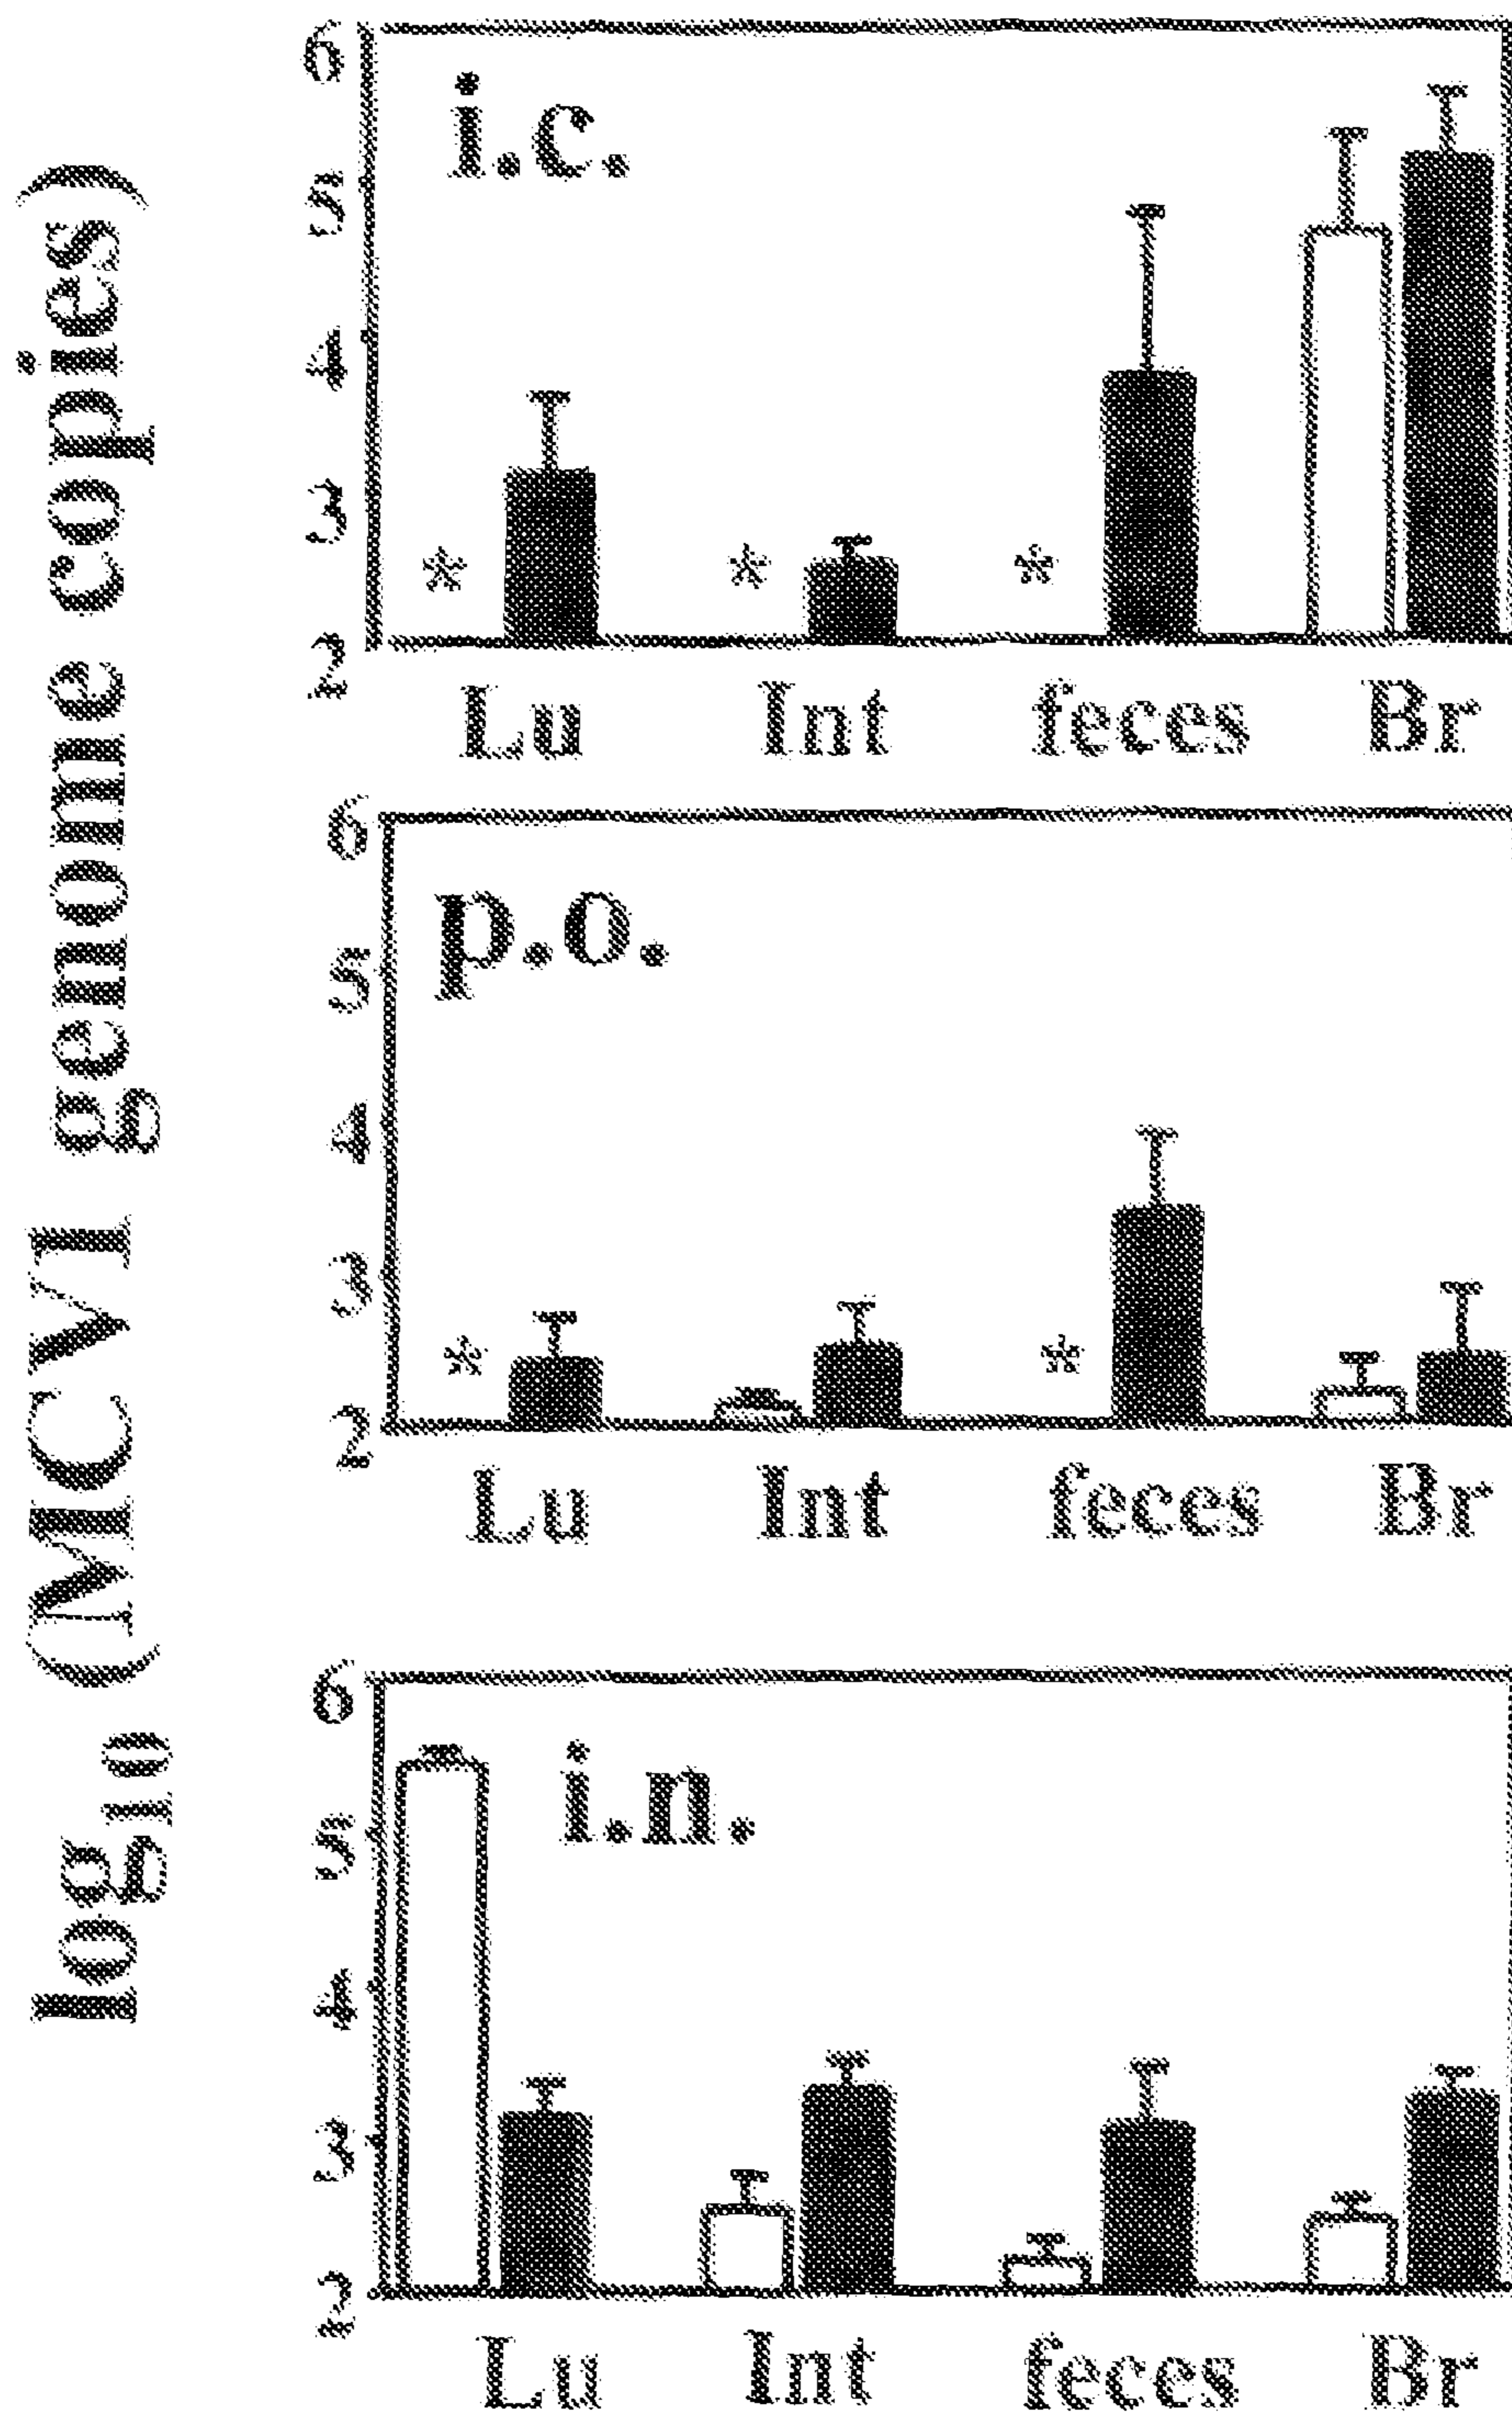 log10 (MCV1 genome copies)
6
i.c.
5
4
3
* * *
2
Lu Int feces Br
6
p.o.
5
4
3
* *
2
Lu Int feces Br
6
i.n.
5
4
3
2
Lu Int feces Br